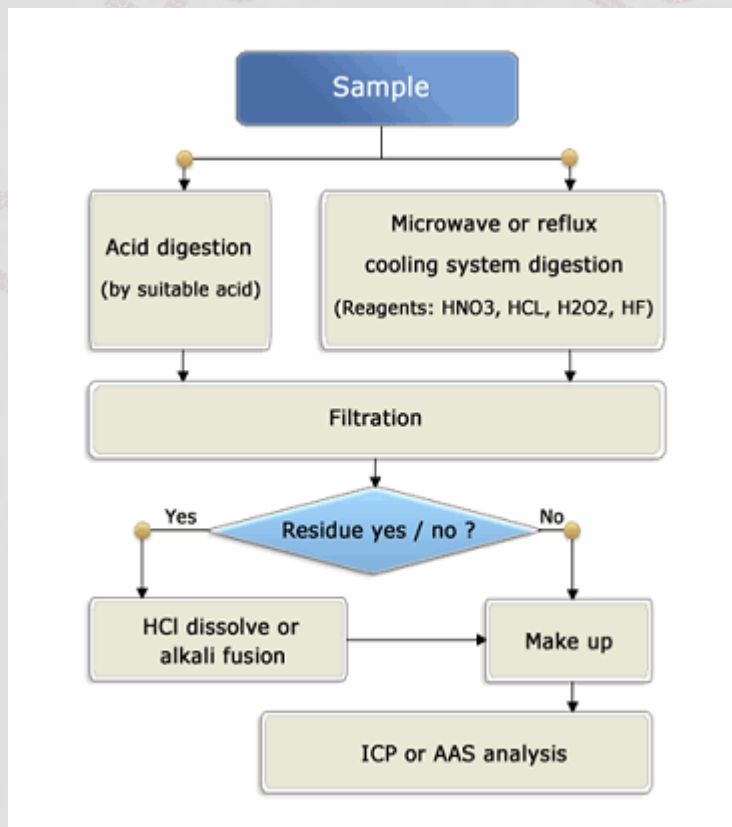 Sample
Acid digestion
(by suitable acid)
Microwave or reflux
cooling system digestion
(Reagents: HNO3, HCL, H2O2, HF)
Filtration
Yes
Residue yes / no ?
No
HCl dissolve or
alkali fusion
Make up
ICP or AAS analysis